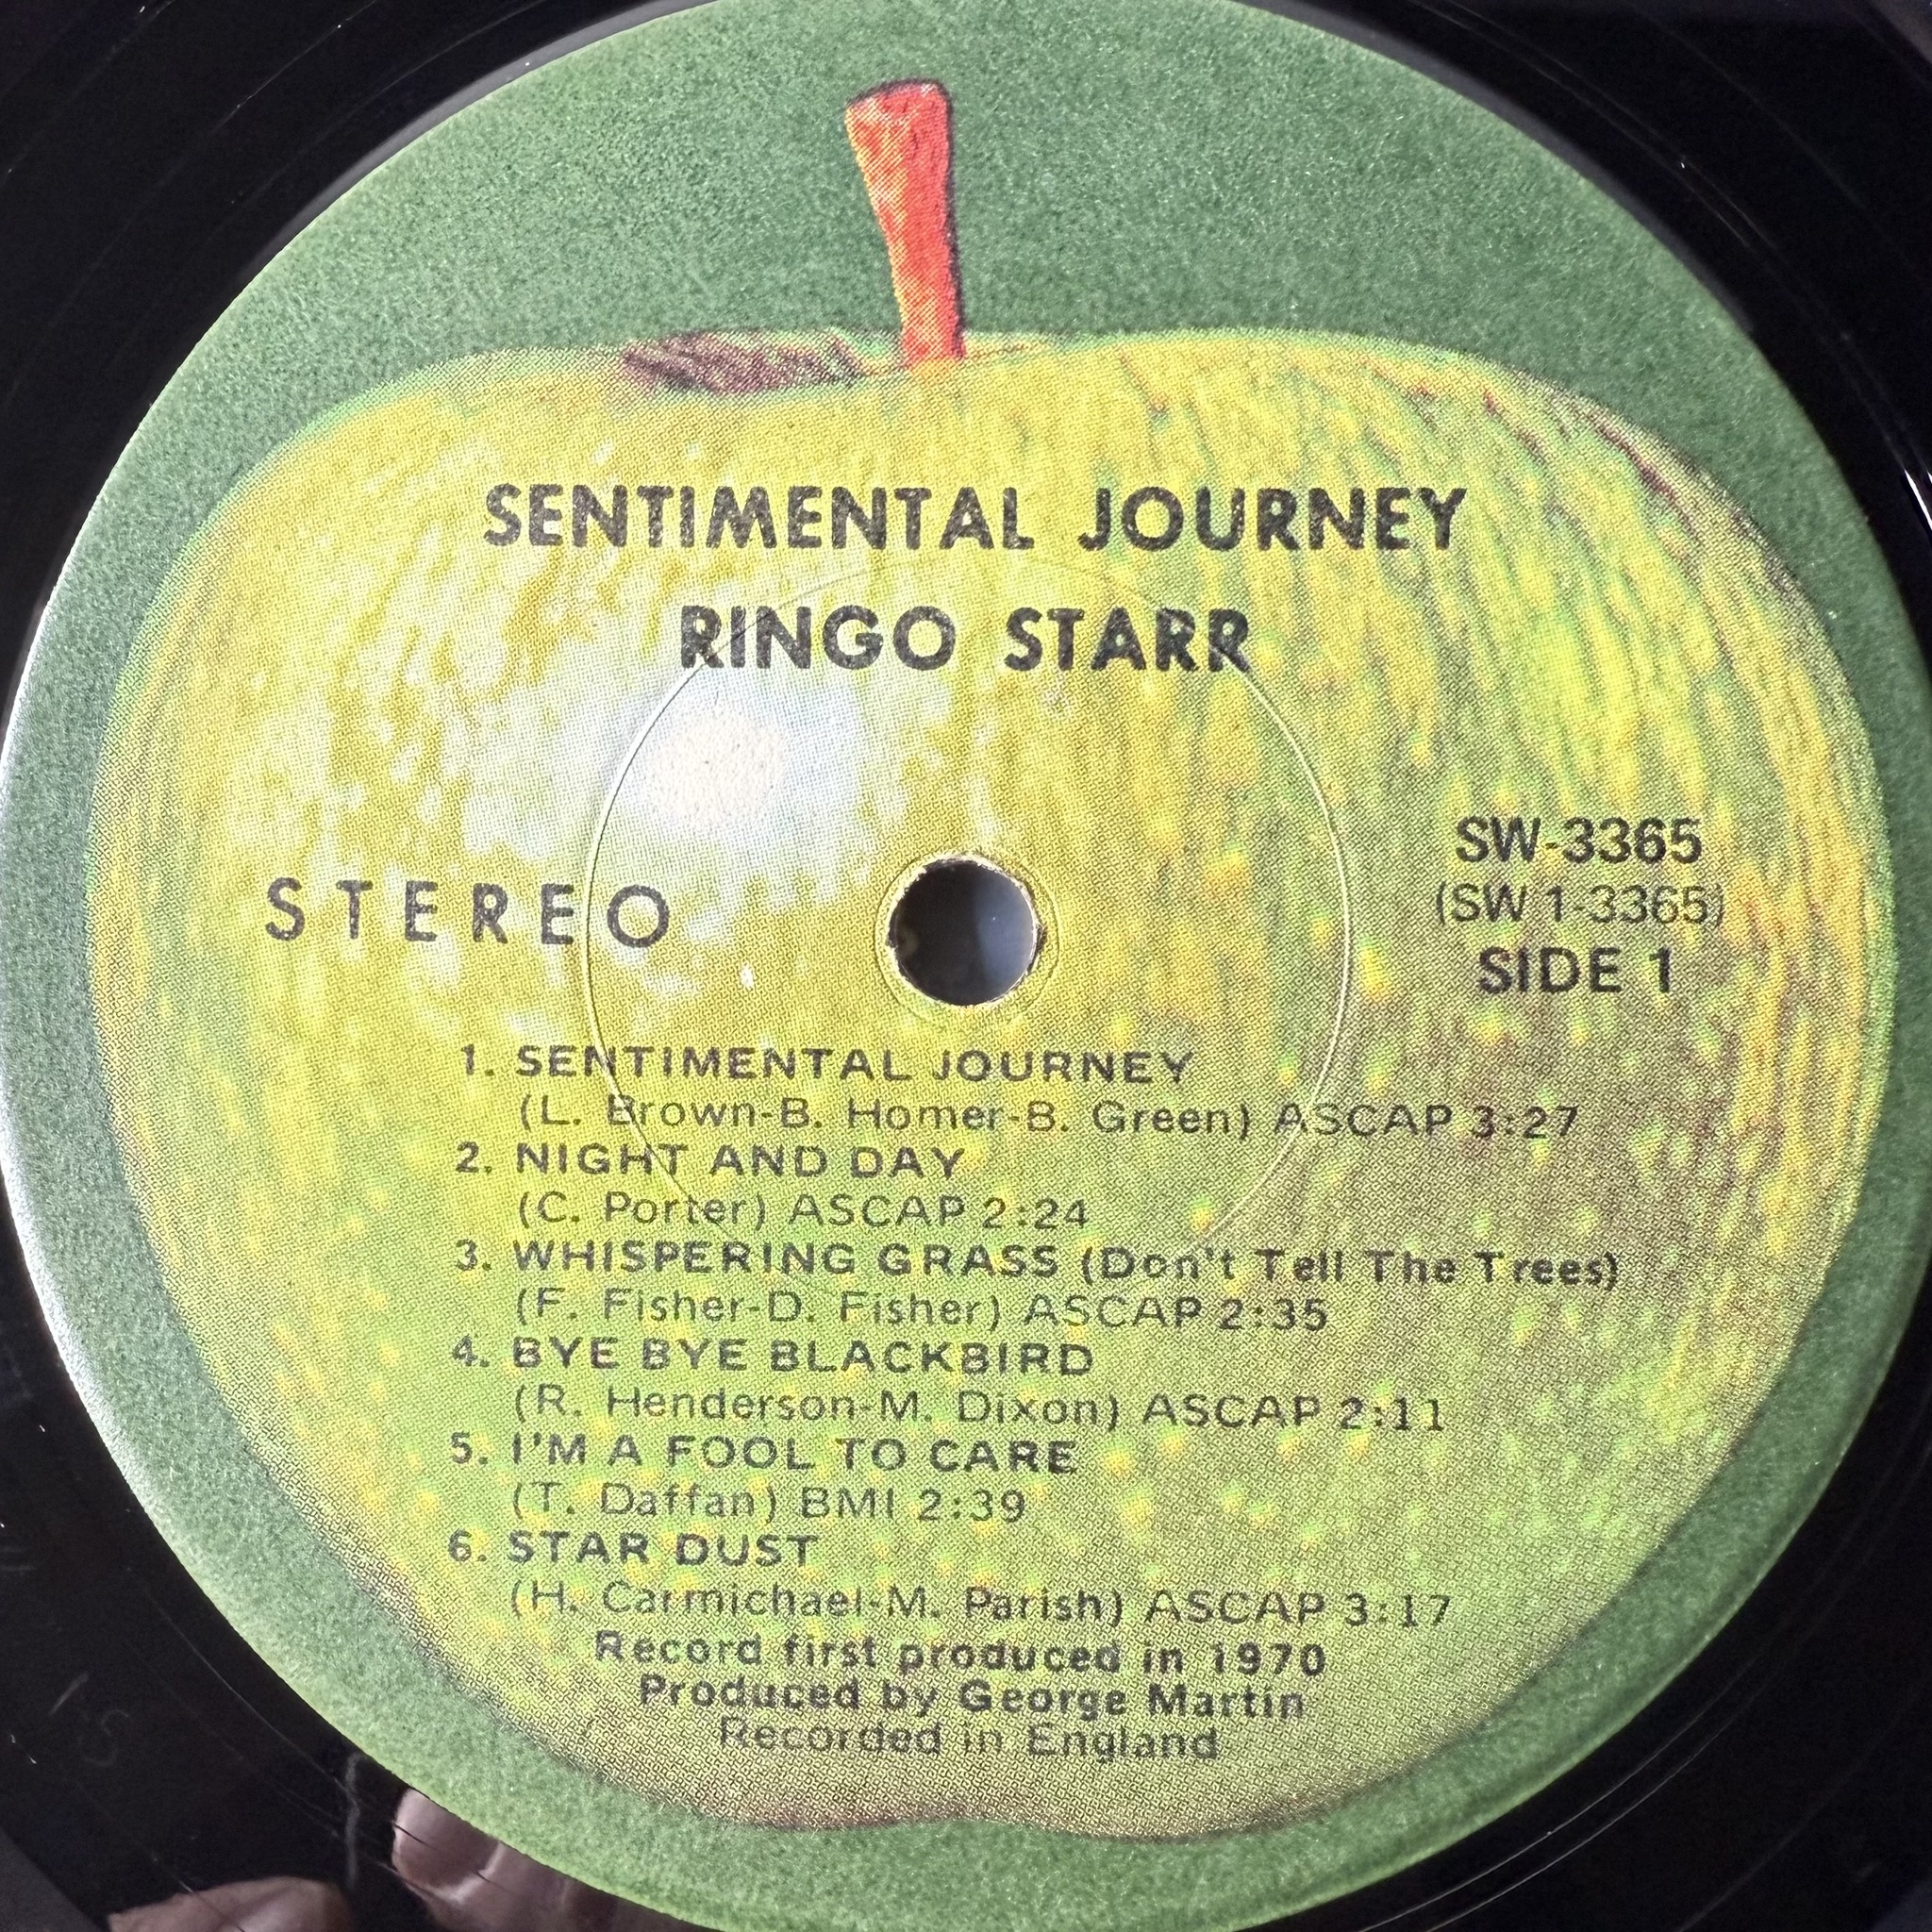 SENTIMENTAL JOURNEY
RINGO STARR
STEREO
SW-3365
(SW 1-3365)
SIDE 1
1. SENTIMENTAL JOURNEY
(L. Brown-B. Homer-B. Green) ASCAP 3:27
2. NIGHT AND DAY
(C. Porter) ASCAP 2:24
3. WHISPERING GRASS (Don't Tell The Trees)
(F. Fisher-D. Fisher) ASCAP 2:35
4. BYE BYE BLACKBIRD
(R. Henderson-M. Dixon) ASCAP 2:11
5. I'M A FOOL TO CARE
(T. Daffan) BMI 2:39
6. STAR DUST
(H. Carmichael-M. Parish) ASCAP 3:17
Record first produced in 1970
Produced by George Martin
Recorded in England